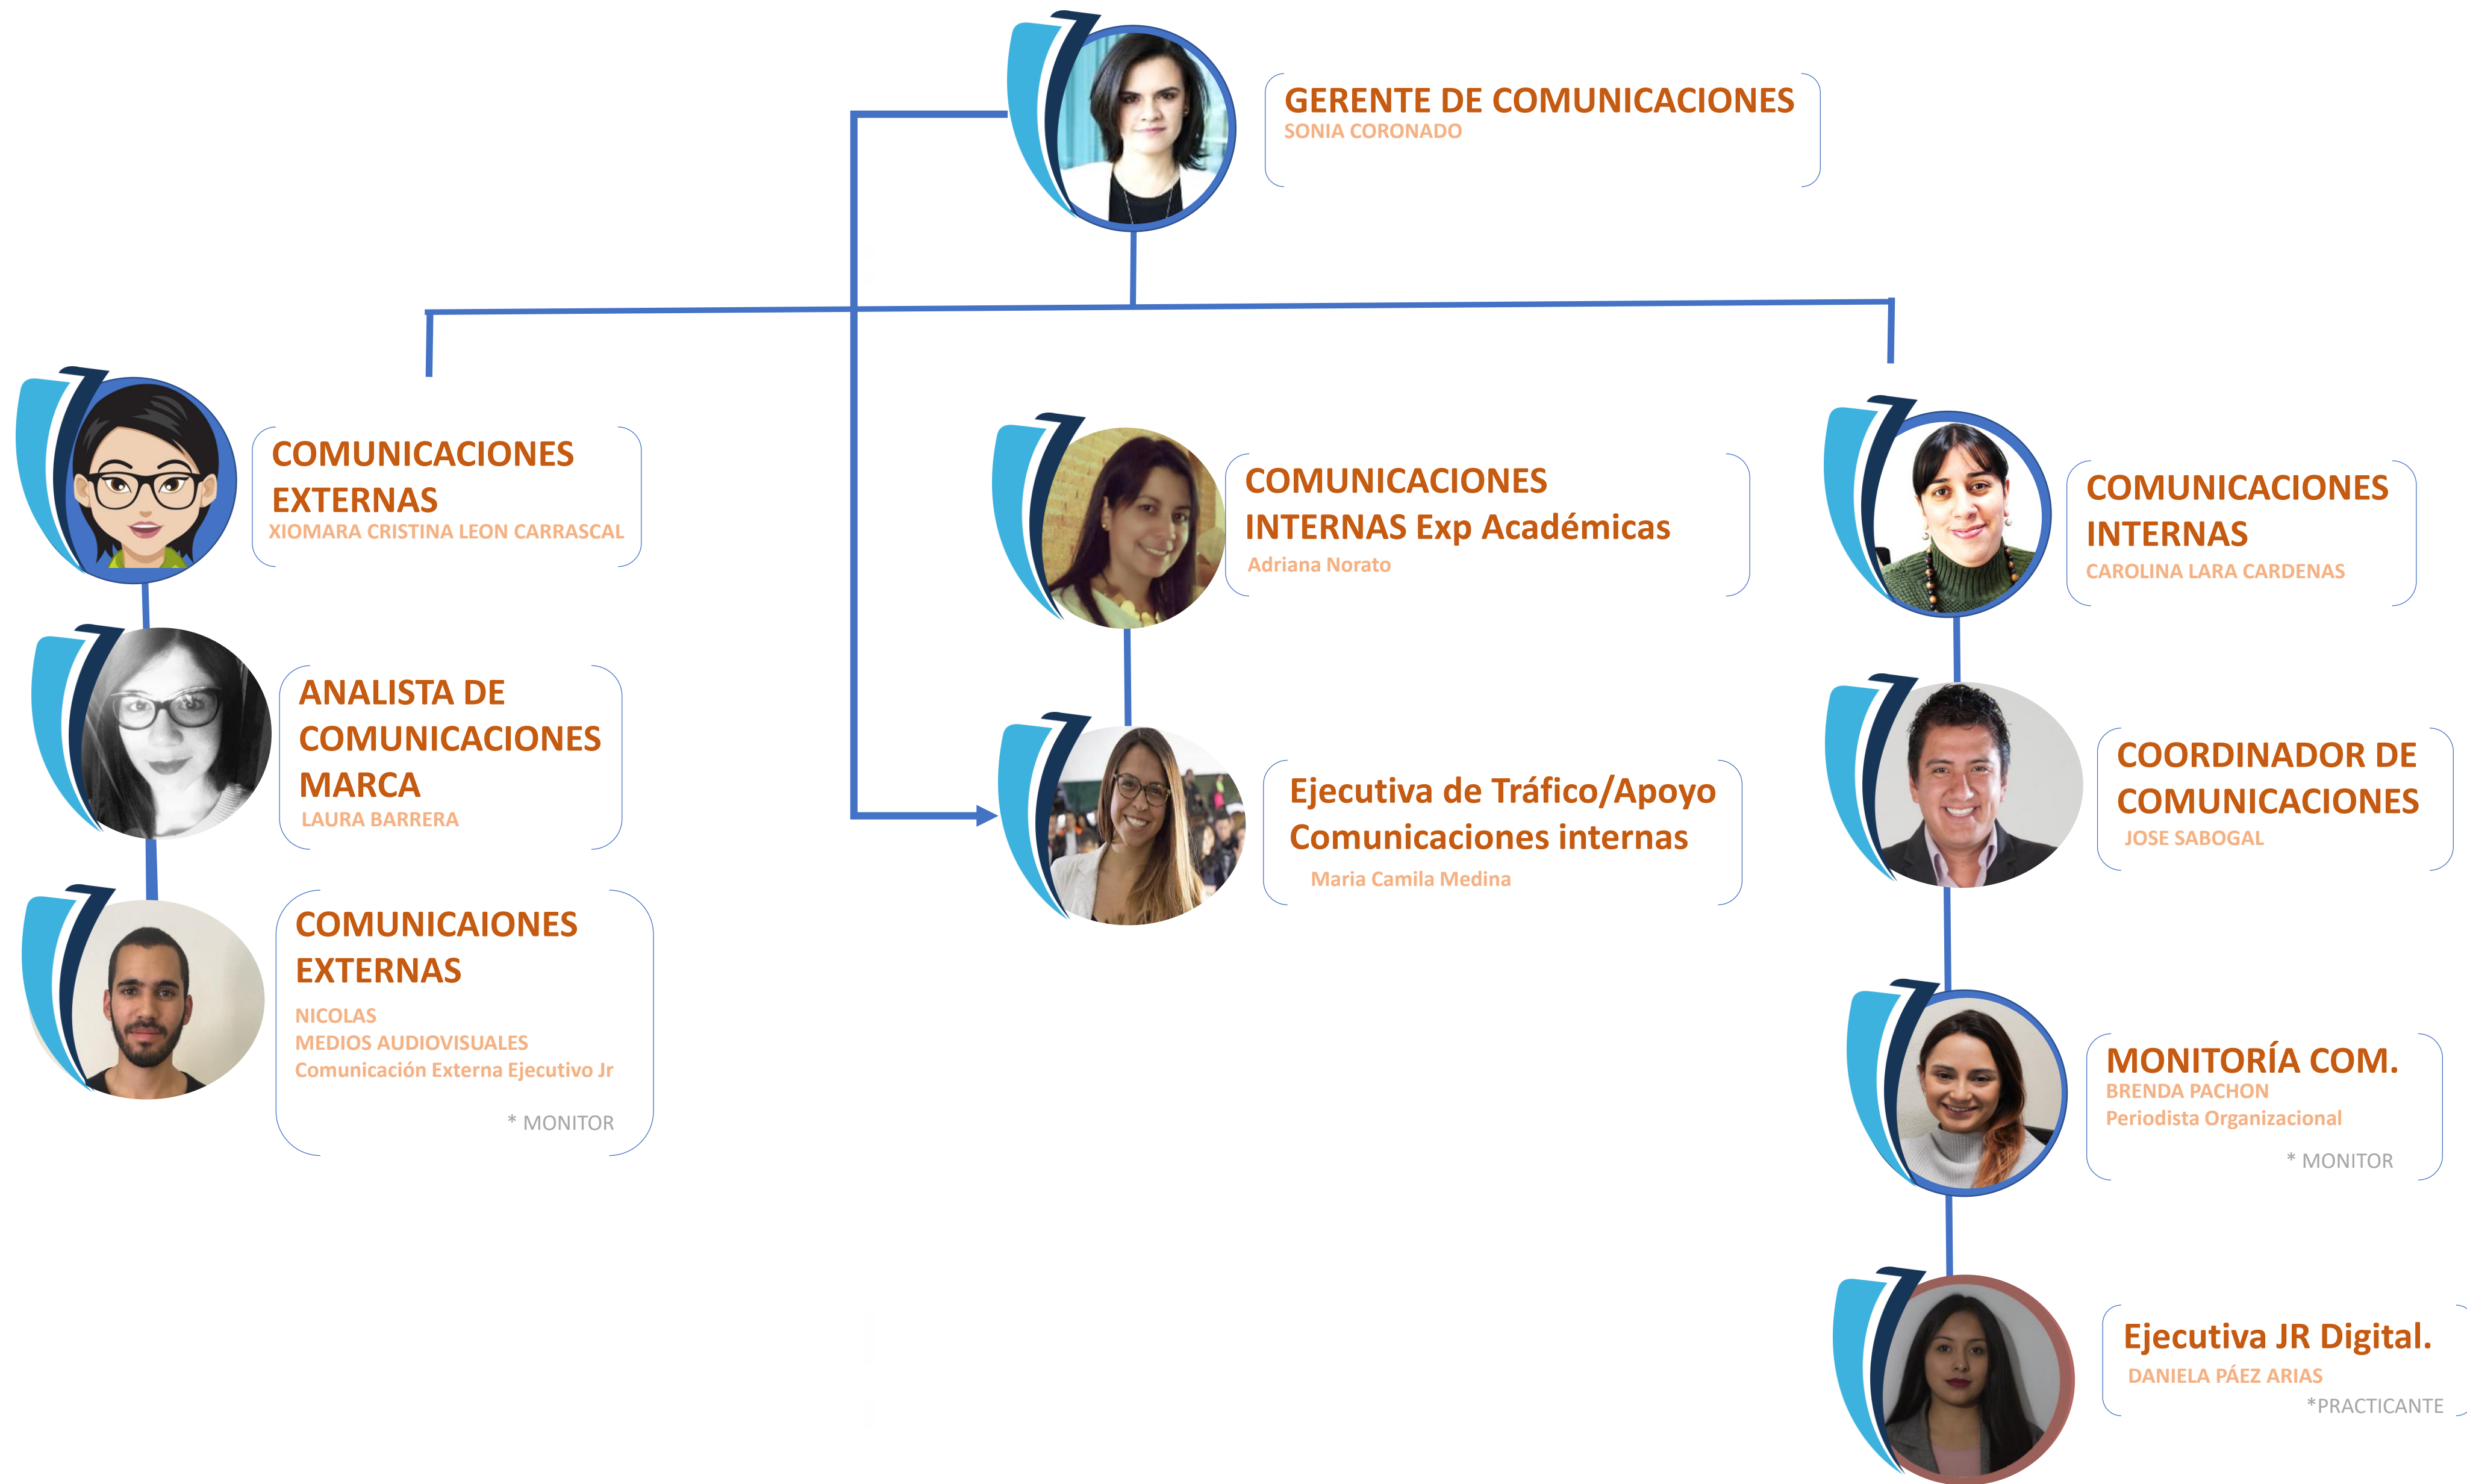 GERENTE DE COMUNICACIONES
SONIA CORONADO
COMUNICACIONES
EXTERNAS
XIOMARA CRISTINA LEON CARRASCAL
ANALISTA DE
COMUNICACIONES
MARCA
LAURA BARRERA
COMUNICAIONES
EXTERNAS
NICOLAS
MEDIOS AUDIOVISUALES
Comunicación Externa Ejecutivo Jr
* MONITOR
COMUNICACIONES
INTERNAS Exp Académicas
Adriana Norato
Ejecutiva de Tráfico/Apoyo
Comunicaciones internas
Maria Camila Medina
COMUNICACIONES
INTERNAS
CAROLINA LARA CARDENAS
COORDINADOR DE
COMUNICACIONES
JOSE SABOGAL
MONITORÍA COM.
BRENDA PACHON
Periodista Organizacional
* MONITOR
Ejecutiva JR Digital.
DANIELA PÁEZ ARIAS
*PRACTICANTE